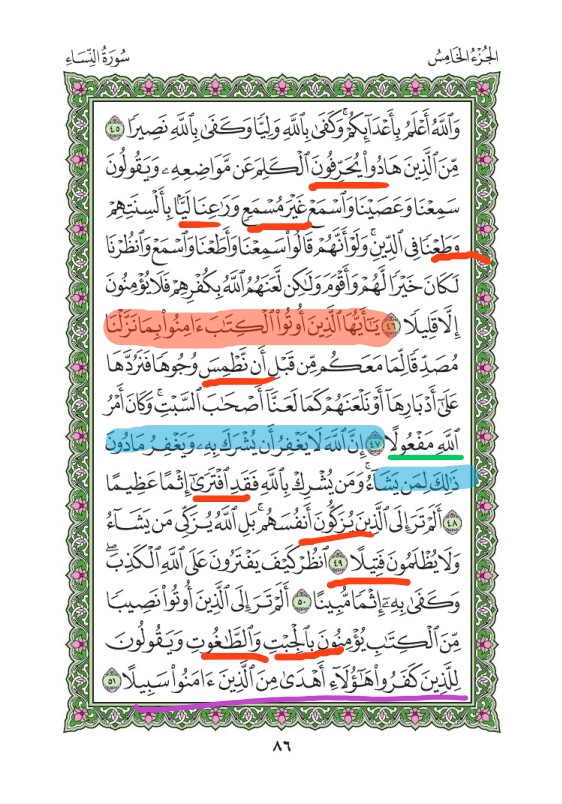 سُورَةُ النِّسَاءِ
الجُزْءُ الخَامِسُ
وَٱللَّهُ أَعْلَمُ بِأَعْدَآئِكُمْۚ وَكَفَىٰ بِٱللَّهِ وَلِيًّا وَكَفَىٰ بِٱللَّهِ نَصِيرًا ٤٥
مِّنَ ٱلَّذِينَ هَادُوا۟ يُحَرِّفُونَ ٱلْكَلِمَ عَن مَّوَاضِعِهِۦ وَيَقُولُونَ
سَمِعْنَا وَعَصَيْنَا وَٱسْمَعْ غَيْرَ مُسْمَعٍ وَرَٰعِنَا لَيًّۢا بِأَلْسِنَتِهِمْ
وَطَعْنًا فِى ٱلدِّينِۚ وَلَوْ أَنَّهُمْ قَالُوا۟ سَمِعْنَا وَأَطَعْنَا وَٱسْمَعْ وَٱنظُرْنَا
لَكَانَ خَيْرًا لَّهُمْ وَأَقْوَمَ وَلَٰكِن لَّعَنَهُمُ ٱللَّهُ بِكُفْرِهِمْ فَلَا يُؤْمِنُونَ
إِلَّا قَلِيلًا ٤٦ يَٰٓأَيُّهَا ٱلَّذِينَ أُوتُوا۟ ٱلْكِتَٰبَ ءَامِنُوا۟ بِمَا نَزَّلْنَا
مُصَدِّقًا لِّمَا مَعَكُم مِّن قَبْلِ أَن نَّطْمِسَ وُجُوهًا فَنَرُدَّهَا
عَلَىٰٓ أَدْبَارِهَآ أَوْ نَلْعَنَهُمْ كَمَا لَعَنَّآ أَصْحَٰبَ ٱلسَّبْتِۚ وَكَانَ أَمْرُ
ٱللَّهِ مَفْعُولًا ٤٧ إِنَّ ٱللَّهَ لَا يَغْفِرُ أَن يُشْرَكَ بِهِۦ وَيَغْفِرُ مَا دُونَ
ذَٰلِكَ لِمَن يَشَآءُۚ وَمَن يُشْرِكْ بِٱللَّهِ فَقَدِ ٱفْتَرَىٰٓ إِثْمًا عَظِيمًا
٤٨ أَلَمْ تَرَ إِلَى ٱلَّذِينَ يُزَكُّونَ أَنفُسَهُمۚ بَلِ ٱللَّهُ يُزَكِّى مَن يَشَآءُ
وَلَا يُظْلَمُونَ فَتِيلًا ٤٩ ٱنظُرْ كَيْفَ يَفْتَرُونَ عَلَى ٱللَّهِ ٱلْكَذِبَۖ
وَكَفَىٰ بِهِۦٓ إِثْمًا مُّبِينًا ٥٠ أَلَمْ تَرَ إِلَى ٱلَّذِينَ أُوتُوا۟ نَصِيبًا
مِّنَ ٱلْكِتَٰبِ يُؤْمِنُونَ بِٱلْجِبْتِ وَٱلطَّٰغُوتِ وَيَقُولُونَ
لِلَّذِينَ كَفَرُوا۟ هَٰٓؤُلَآءِ أَهْدَىٰ مِنَ ٱلَّذِينَ ءَامَنُوا۟ سَبِيلًا ٥١
٨٦